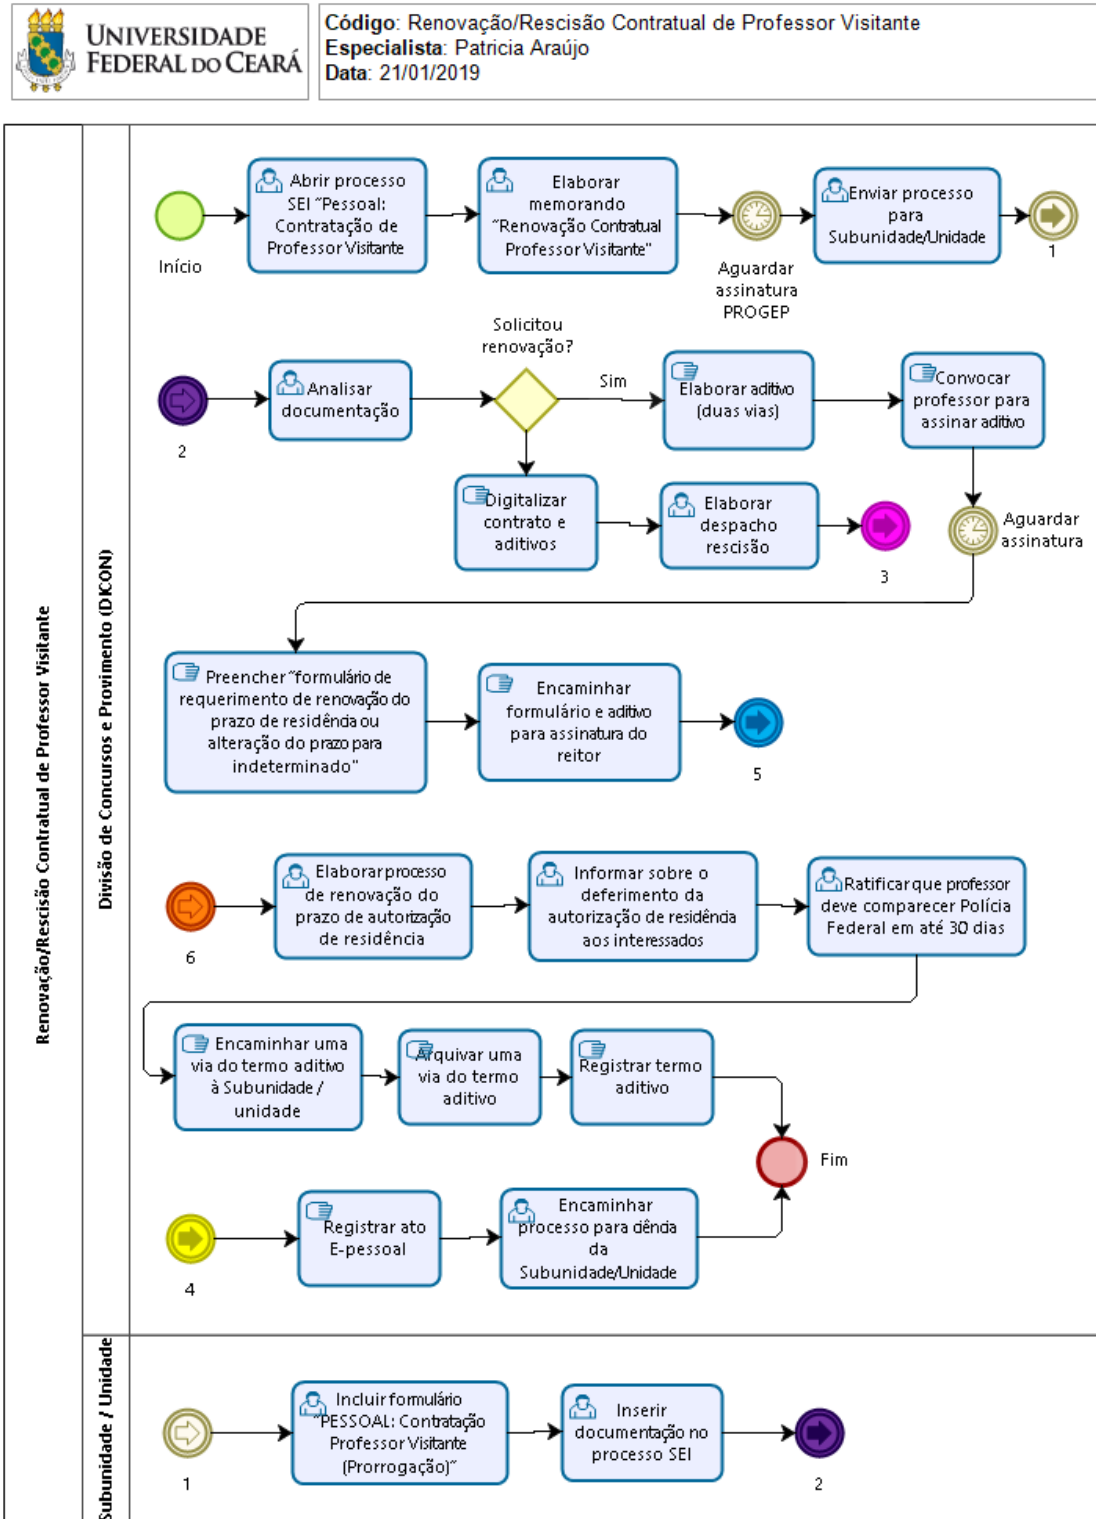 UNIVERSIDADE
FEDERAL DO CEARÁ
Código: Renovação/Rescisão Contratual de Professor Visitante
Especialista: Patricia Araújo
Data: 21/01/2019
Renovação/Rescisão Contratual de Professor Visitante
Divisão de Concursos e Provimento (DICON)
Início
Abrir processo
SEI "Pessoal:
Contratação de
Professor Visitante
Elaborar
memorando
"Renovação Contratual
Professor Visitante"
Aguardar
assinatura
PROGEP
Enviar processo
para
Subunidade/Unidade
1
2
Analisar
documentação
Solicitou
renovação?
Sim
Elaborar aditivo
(duas vias)
Convocar
professor para
assinar aditivo
Digitalizar
contrato e
aditivos
Elaborar
despacho
rescisão
3
Aguardar
assinatura
Preencher "formulário de
requerimento de renovação do
prazo de residência ou
alteração do prazo para
indeterminado"
Encaminhar
formulário e aditivo
para assinatura do
reitor
5
6
Elaborar processo
de renovação do
prazo de autorização
de residência
Informar sobre o
deferimento da
autorização de residência
aos interessados
Ratificar que professor
deve comparecer Polícia
Federal em até 30 dias
Encaminhar uma
via do termo aditivo
à Subunidade /
unidade
Arquivar uma
via do termo
aditivo
Registrar termo
aditivo
Fim
4
Registrar ato
E-pessoal
Encaminhar
processo para ciência
da
Subunidade/Unidade
Subunidade / Unidade
1
Incluir formulário
"PESSOAL: Contratação
Professor Visitante
(Prorrogação)"
Inserir
documentação no
processo SEI
2